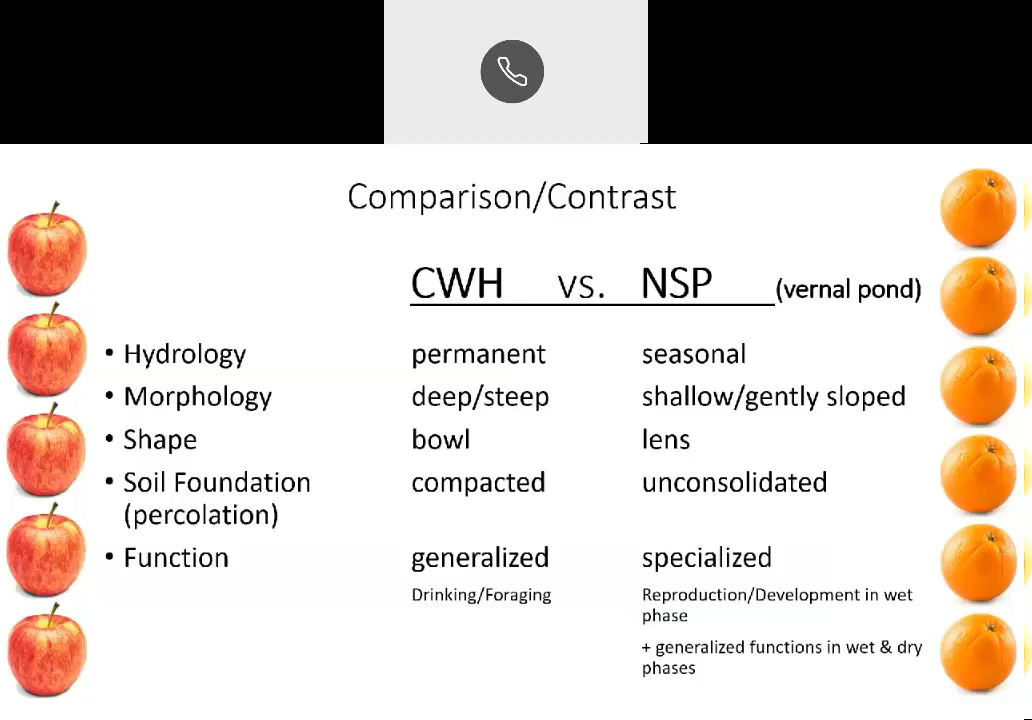 Comparison/Contrast
CWH vs. NSP (vernal pond)
• Hydrology permanent seasonal
• Morphology deep/steep shallow/gently sloped
• Shape bowl lens
• Soil Foundation compacted unconsolidated
(percolation)
• Function generalized specialized
Drinking/Foraging Reproduction/Development in wet
phase
+ generalized functions in wet & dry
phases